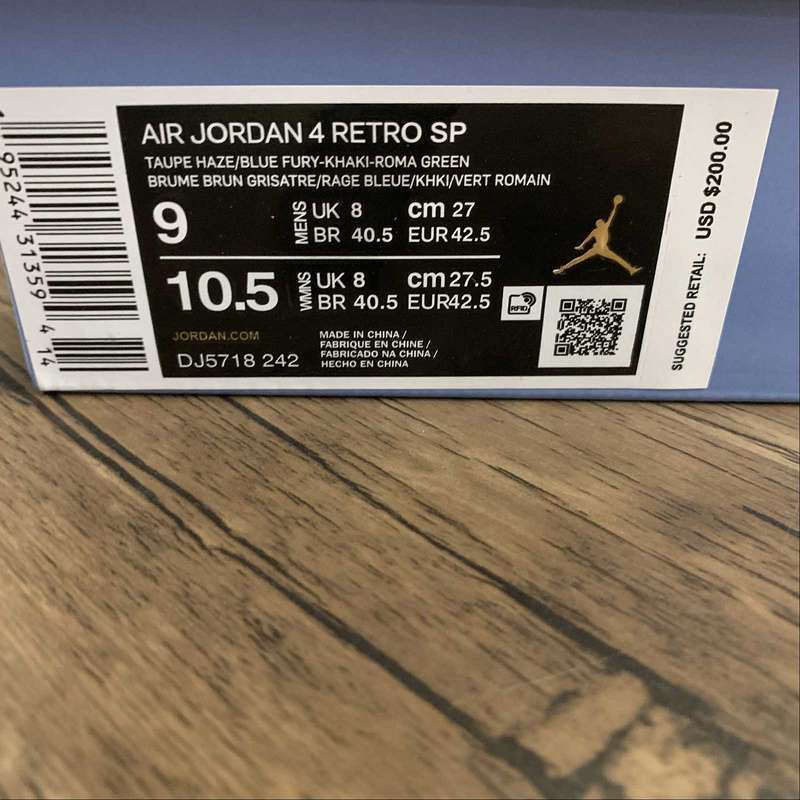 AIR JORDAN 4 RETRO SP
TAUPE HAZE/BLUE FURY-KHAKI-ROMA GREEN
BRUME BRUN GRISATRE/RAGE BLEUE/KHKI/VERT ROMAIN
9 MENS UK 8 cm 27
BR 40.5 EUR 42.5
10.5 WMNS UK 8 cm 27.5
BR 40.5 EUR42.5
RFID
JORDAN.COM
DJ5718 242
MADE IN CHINA /
FABRIQUE EN CHINE /
FABRICADO NA CHINA /
HECHO EN CHINA
SUGGESTED RETAIL: USD $200.00
1 95244 31359 4 14